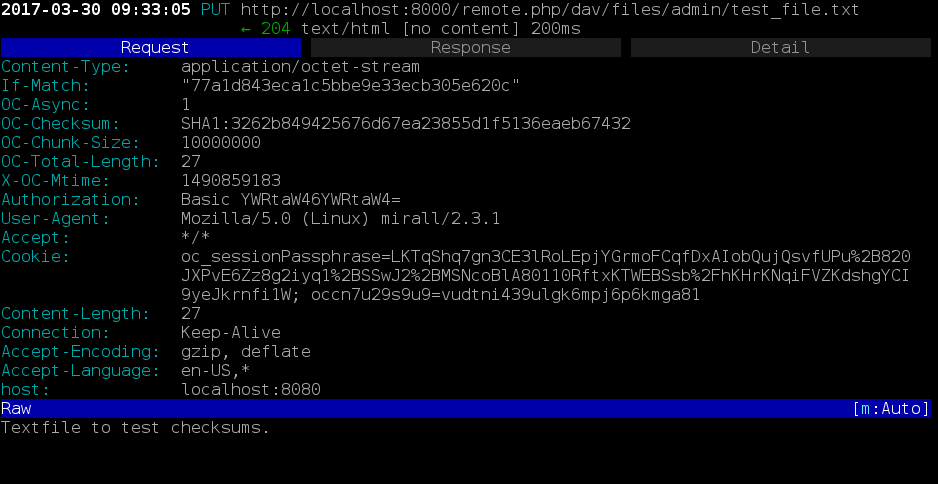 2017-03-30 09:33:05 PUT http://localhost:8000/remote.php/dav/files/admin/test_file.txt
← 204 text/html [no content] 200ms
Request Response Detail
Content-Type: application/octet-stream
If-Match: "77a1d843eca1c5bbe9e33ecb305e620c"
OC-Async: 1
OC-Checksum: SHA1:3262b849425676d67ea23855d1f5136eaeb67432
OC-Chunk-Size: 10000000
OC-Total-Length: 27
X-OC-Mtime: 1490859183
Authorization: Basic YWRtaW46YWRtaW4=
User-Agent: Mozilla/5.0 (Linux) mirall/2.3.1
Accept: */*
Cookie: oc_sessionPassphrase=LKTqShq7gn3CE3lRoLEpjYGrmoFCqfDxAIobQujQsvfUPu%2B820
JXPvE6Zz8g2iyq1%2BSSwJ2%2BMSNcoBlA80110RftxKTWEBSsb%2FhKHrKNqiFVZKdshgYCI
9yeJkrnfi1W; occn7u29s9u9=vudtni439ulgk6mpj6p6kmga81
Content-Length: 27
Connection: Keep-Alive
Accept-Encoding: gzip, deflate
Accept-Language: en-US,*
host: localhost:8080
Raw [m:Auto]
Textfile to test checksums.